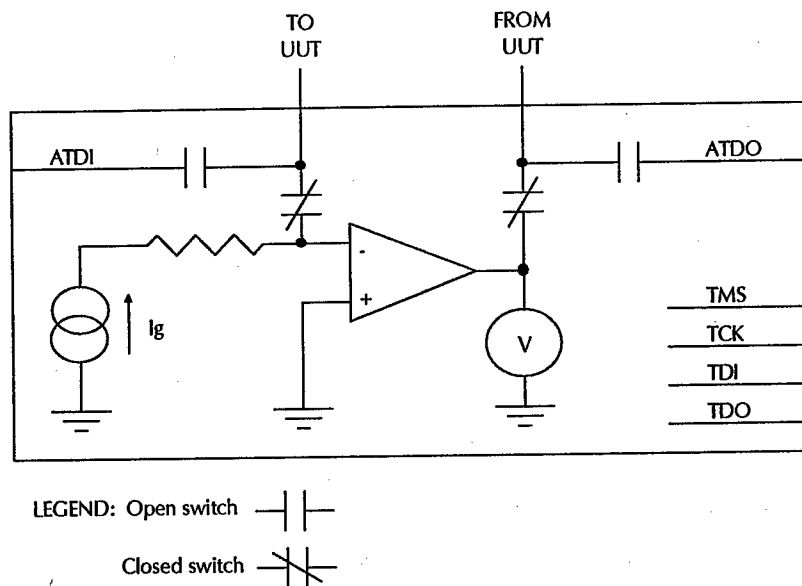 TO
UUT
FROM
UUT
ATDI
ATDO
-
+
Ig
V
TMS
TCK
TDI
TDO
LEGEND: Open switch
Closed switch